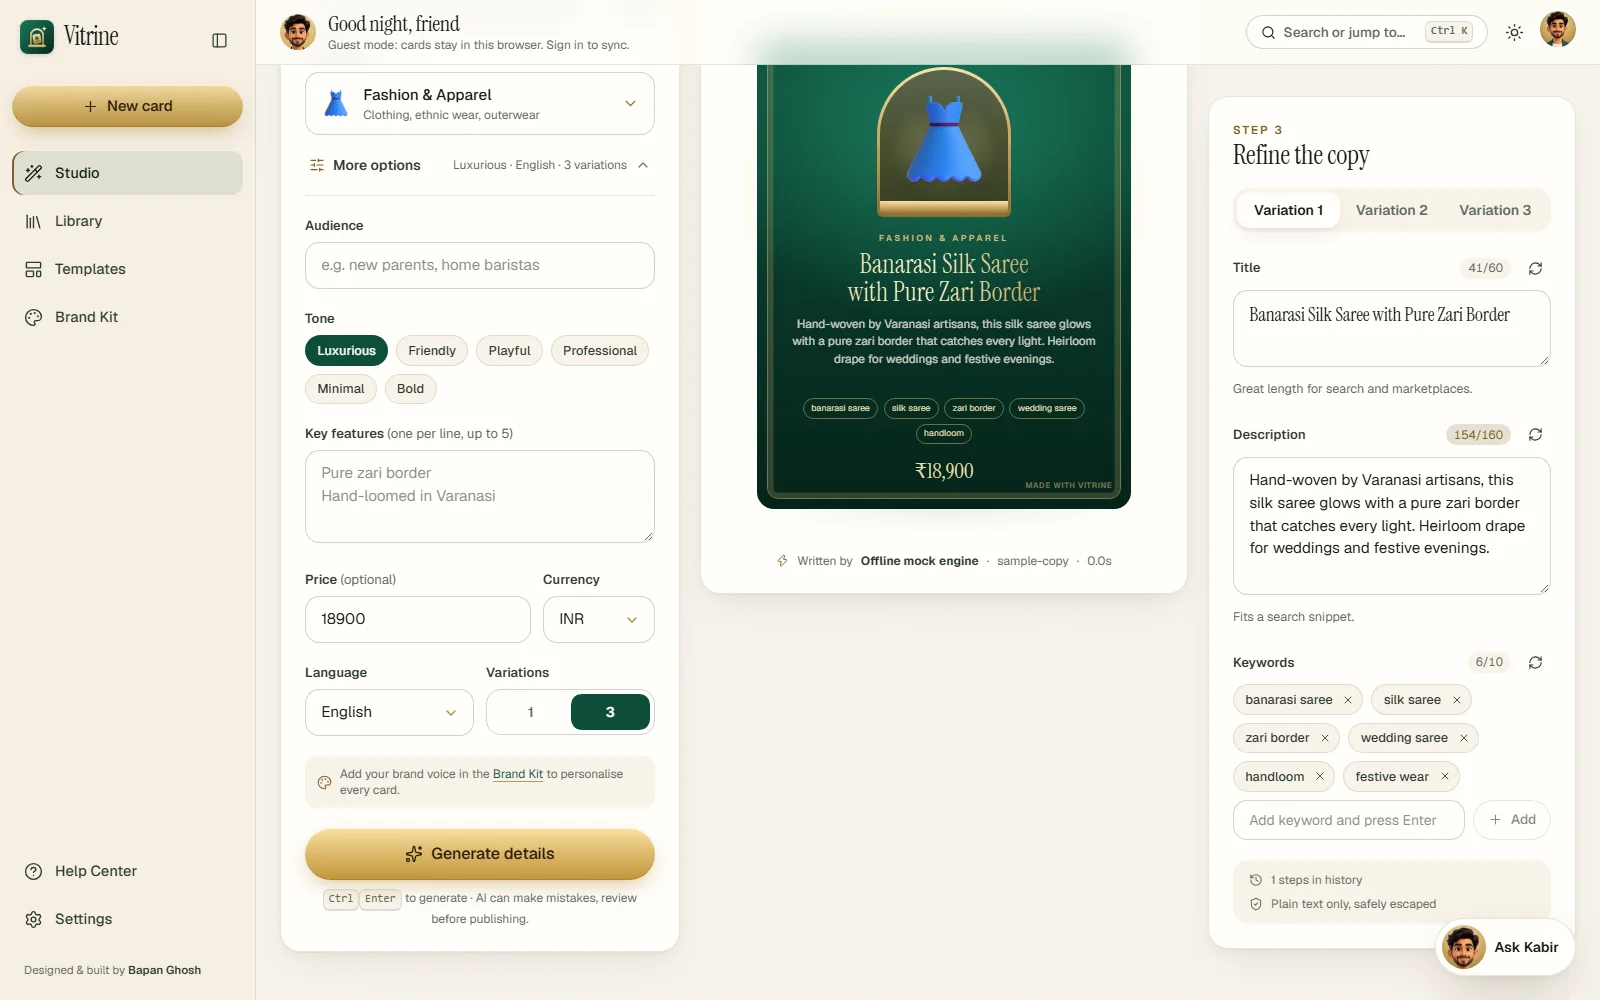 Vitrine
New card
Studio
Library
Templates
Brand Kit
Help Center
Settings
Designed & built by Bapan Ghosh
Good night, friend
Guest mode: cards stay in this browser. Sign in to sync.
Search or jump to...
Ctrl K
Fashion & Apparel
Clothing, ethnic wear, outerwear
More options
Luxurious · English · 3 variations
Audience
e.g. new parents, home baristas
Tone
Luxurious
Friendly
Playful
Professional
Minimal
Bold
Key features (one per line, up to 5)
Pure zari border
Hand-loomed in Varanasi
Price (optional)
Currency
18900
INR
Language
Variations
English
1
3
Add your brand voice in the Brand Kit to personalise
every card.
Generate details
Ctrl Enter to generate · AI can make mistakes, review
before publishing.
FASHION & APPAREL
Banarasi Silk Saree
with Pure Zari Border
Hand-woven by Varanasi artisans, this silk saree glows
with a pure zari border that catches every light. Heirloom
drape for weddings and festive evenings.
banarasi saree
silk saree
zari border
wedding saree
handloom
₹18,900
MADE WITH VITRINE
Written by Offline mock engine · sample-copy · 0.0s
STEP 3
Refine the copy
Variation 1
Variation 2
Variation 3
Title
41/60
Banarasi Silk Saree with Pure Zari Border
Great length for search and marketplaces.
Description
154/160
Hand-woven by Varanasi artisans, this
silk saree glows with a pure zari border
that catches every light. Heirloom drape
for weddings and festive evenings.
Fits a search snippet.
Keywords
6/10
banarasi saree
silk saree
zari border
wedding saree
handloom
festive wear
Add keyword and press Enter
Add
1 steps in history
Plain text only, safely escaped
Ask Kabir